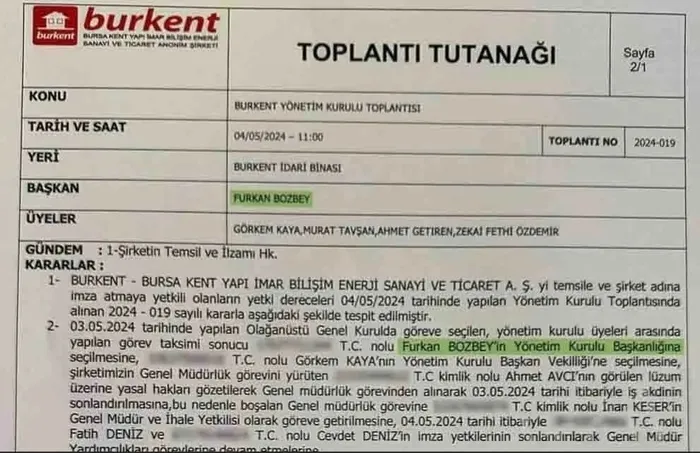 burkent
burkent
BURSA KENT YAPI İMAR BİLİŞİM ENERJİ
SANAYİ VE TİCARET ANONİM ŞİRKETİ
TOPLANTI TUTANAĞI
Sayfa
2/1
KONU
BURKENT YÖNETİM KURULU TOPLANTISI
TARİH VE SAAT
04/05/2024 – 11:00
TOPLANTI NO
2024-019
YERİ
BURKENT İDARİ BİNASI
BAŞKAN
FURKAN BOZBEY
ÜYELER
GÖRKEM KAYA,MURAT TAVŞAN,AHMET GETİREN,ZEKAİ FETHİ ÖZDEMİR
GÜNDEM : 1-Şirketin Temsil ve İlzamı Hk.
KARARLAR :
1- BURKENT - BURSA KENT YAPI İMAR BİLİŞİM ENERJİ SANAYİ VE TİCARET A. Ş. yi temsile ve şirket adına
imza atmaya yetkili olanların yetki dereceleri 04/05/2024 tarihinde yapılan Yönetim Kurulu Toplantısında
alınan 2024 - 019 sayılı kararla aşağıdaki şekilde tespit edilmiştir.
2- 03.05.2024 tarihinde yapılan Olağanüstü Genel Kurulda göreve seçilen, yönetim kurulu üyeleri arasında
yapılan görev taksimi sonucu T.C. nolu Furkan BOZBEY'in Yönetim Kurulu Başkanlığına
seçilmesine, T.C. nolu Görkem KAYA'nın Yönetim Kurulu Başkan Vekilliği'ne seçilmesine,
şirketimizin Genel Müdürlük görevini yürüten T.C kimlik nolu Ahmet AVCI'nın görülen lüzum
üzerine yasal hakları gözetilerek Genel müdürlük görevinden alınarak 03.05.2024 tarihi itibariyle iş akdinin
sonlandırılmasına,bu nedenle boşalan Genel müdürlük görevine T.C kimlik nolu İnan KESER'in
Genel Müdür ve İhale Yetkilisi olarak göreve getirilmesine, 04.05.2024 tarihi itibariyle T.C. nolu
Fatih DENİZ ve T.C. nolu Cevdet DENİZ'in imza yetkilerinin sonlandırılarak Genel Müdür
Yardımcılıkları görevlerine devam etmelerine